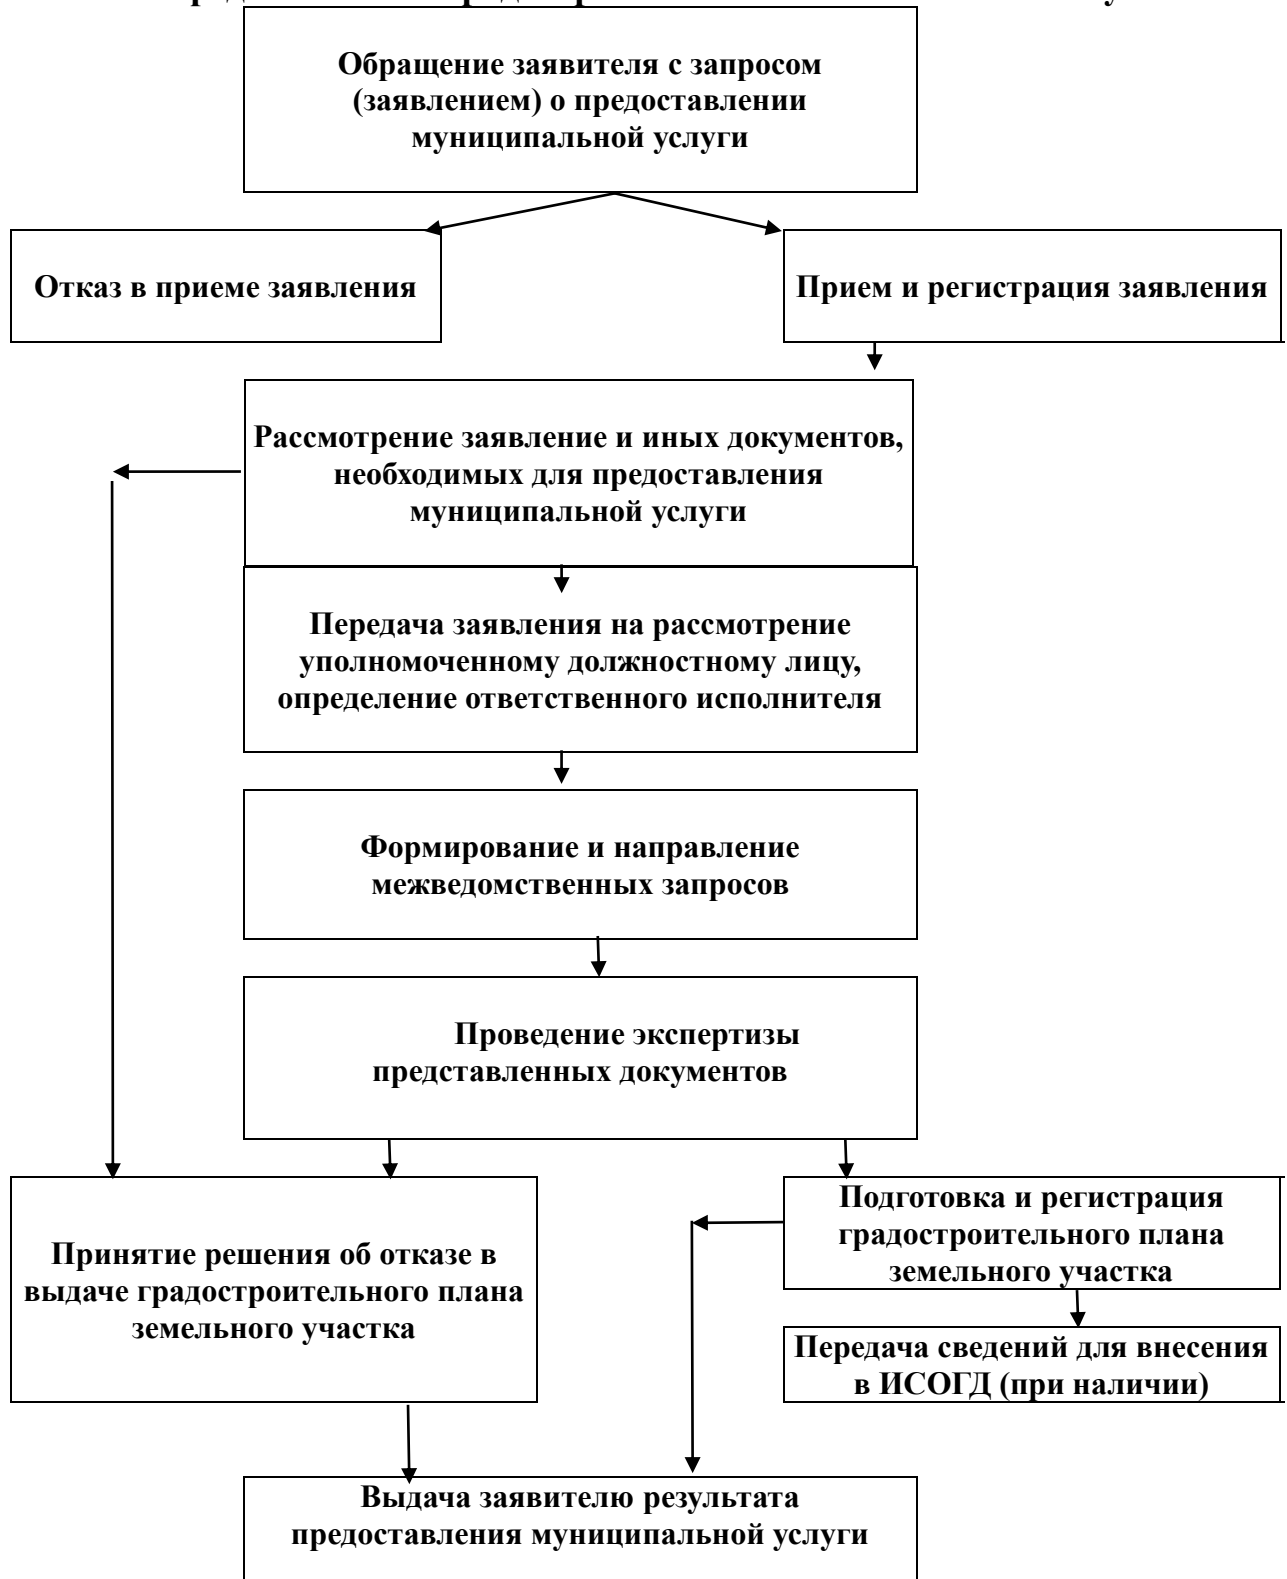 Обращение заявителя с запросом
(заявлением) о предоставлении
муниципальной услуги
Отказ в приеме заявления
Прием и регистрация заявления
Рассмотрение заявление и иных документов,
необходимых для предоставления
муниципальной услуги
Передача заявления на рассмотрение
уполномоченному должностному лицу,
определение ответственного исполнителя
Формирование и направление
межведомственных запросов
Проведение экспертизы
представленных документов
Принятие решения об отказе в
выдаче градостроительного плана
земельного участка
Подготовка и регистрация
градостроительного плана
земельного участка
Передача сведений для внесения
в ИСОГД (при наличии)
Выдача заявителю результата
предоставления муниципальной услуги